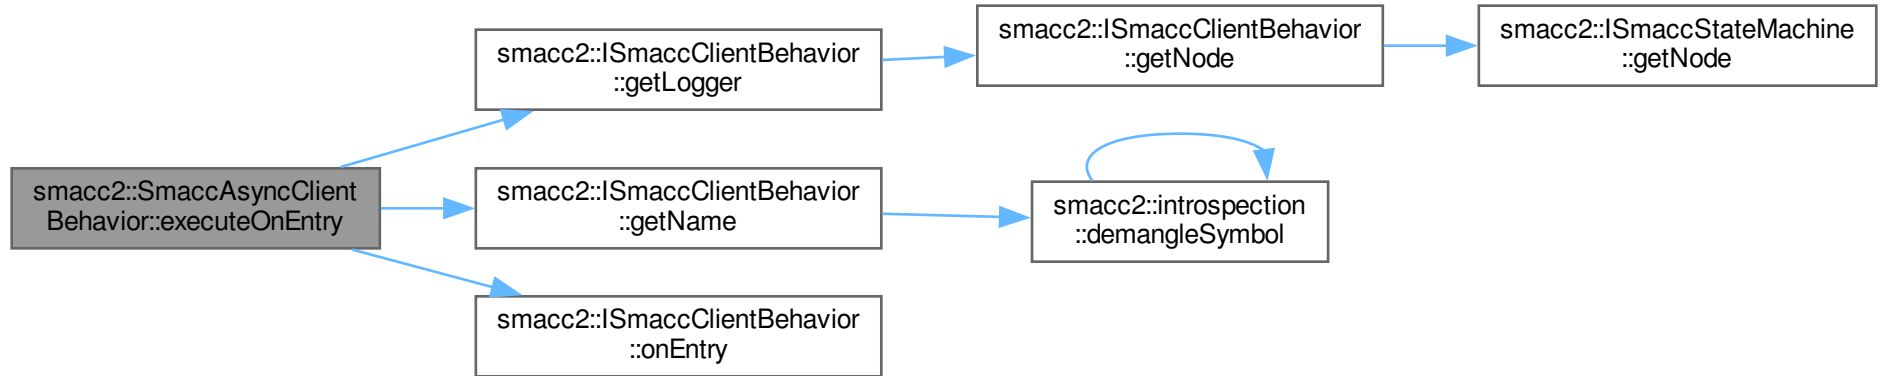 smacc2::SmaccAsyncClient
Behavior::executeOnEntry
smacc2::ISmaccClientBehavior
::getLogger
smacc2::ISmaccClientBehavior
::getNode
smacc2::ISmaccStateMachine
::getNode
smacc2::ISmaccClientBehavior
::getName
smacc2::introspection
::demangleSymbol
smacc2::ISmaccClientBehavior
::onEntry